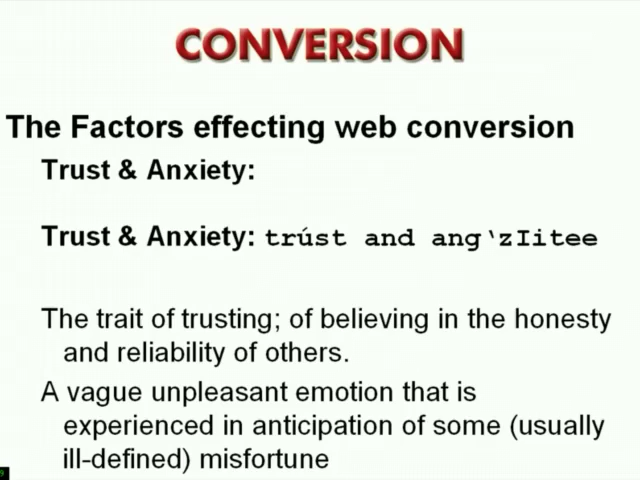 CONVERSION
The Factors effecting web conversion
Trust & Anxiety:
Trust & Anxiety: trúst and ang‛zIitee
The trait of trusting; of believing in the honesty
and reliability of others.
A vague unpleasant emotion that is
experienced in anticipation of some (usually
ill-defined) misfortune